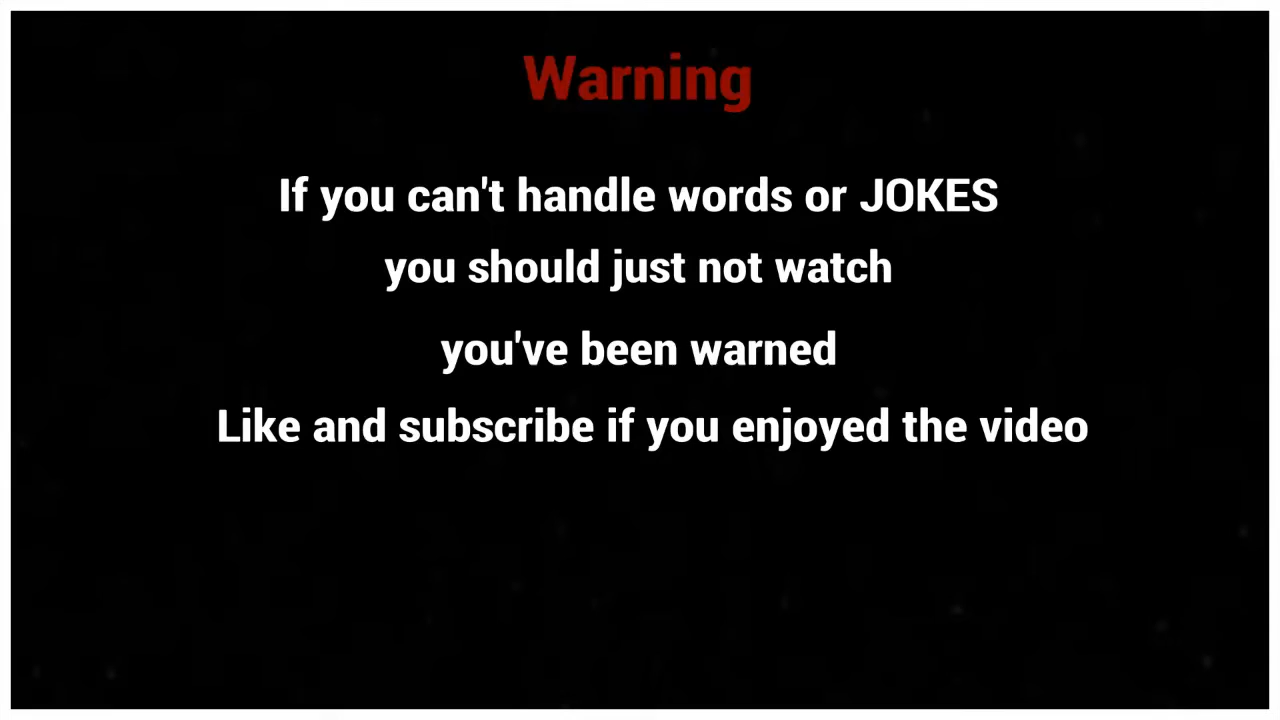 Warning
If you can't handle words or JOKES
you should just not watch
you've been warned
Like and subscribe if you enjoyed the video